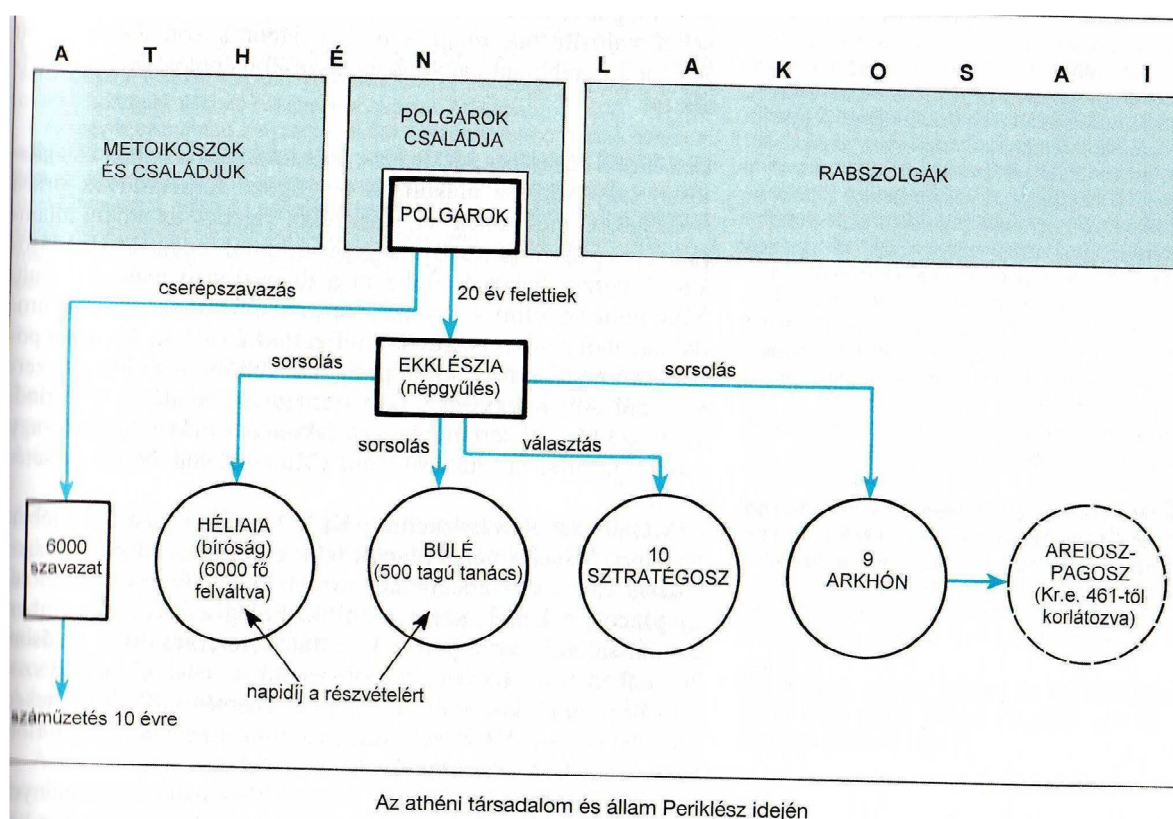 A T H É N L A K O S A I
METOIKOSZOK
ÉS CSALÁDJUK
POLGÁROK
CSALÁDJA
POLGÁROK
RABSZOLGÁK
cserépszavazás
20 év felettiek
sorsolás
EKKLÉSZIA
(népgyűlés)
sorsolás
sorsolás
választás
6000
szavazat
HÉLIAIA
(bíróság)
(6000 fő
felváltva)
BULÉ
(500 tagú tanács)
10
SZTRATÉGOSZ
9
ARKHÓN
AREIOSZ-
PAGOSZ
(Kr.e. 461-től
korlátozva)
napidíj a részvételért
száműzetés 10 évre
Az athéni társadalom és állam Periklész idején